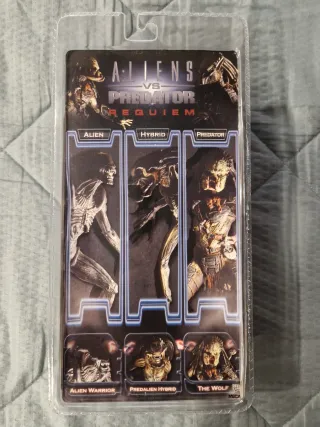 ALIENS
VS
PREDATOR
REQUIEM
ALIEN
HYBRID
PREDATOR
ALIEN WARRIOR
PREDALIEN HYBRID
THE WOLF